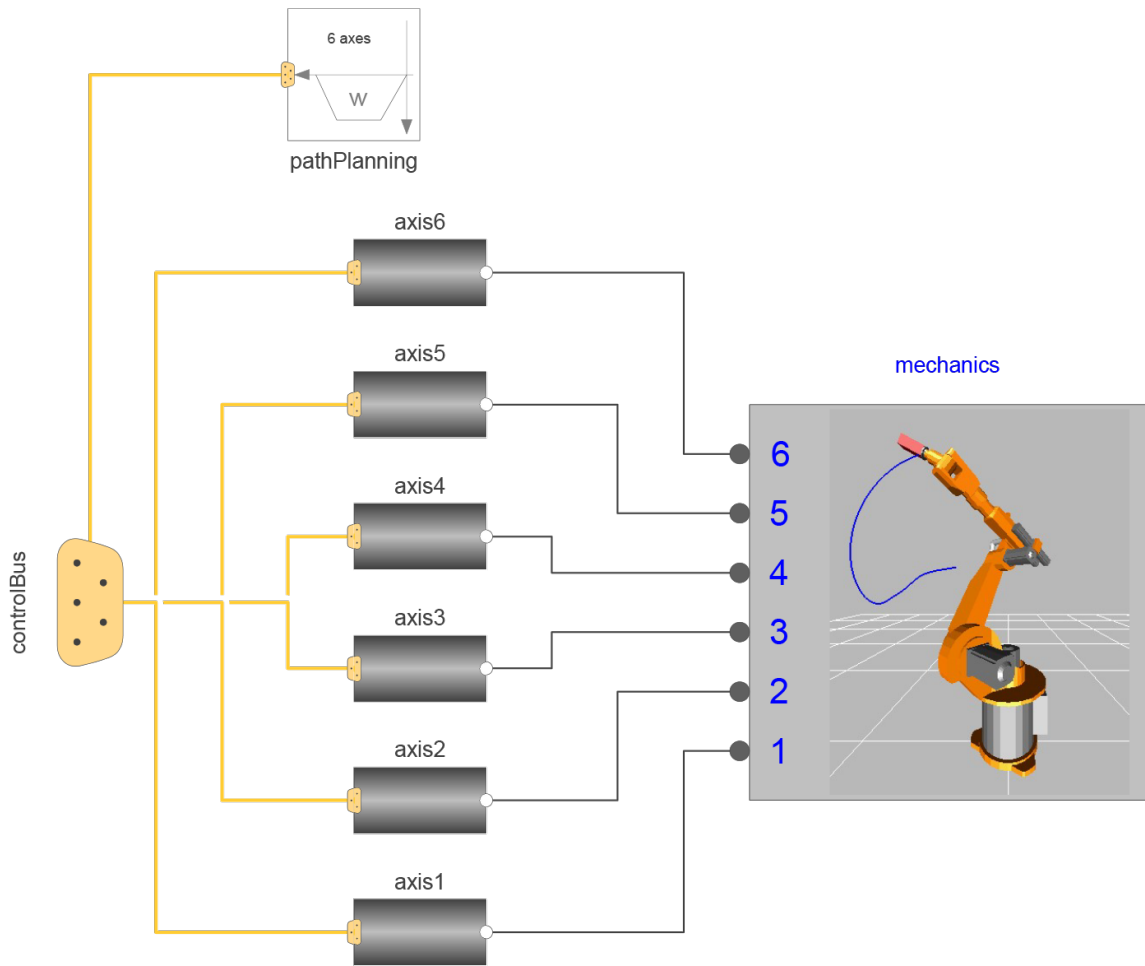 6 axes
w
pathPlanning
axis6
axis5
mechanics
6
axis4
5
4
controlBus
axis3
3
2
axis2
1
axis1